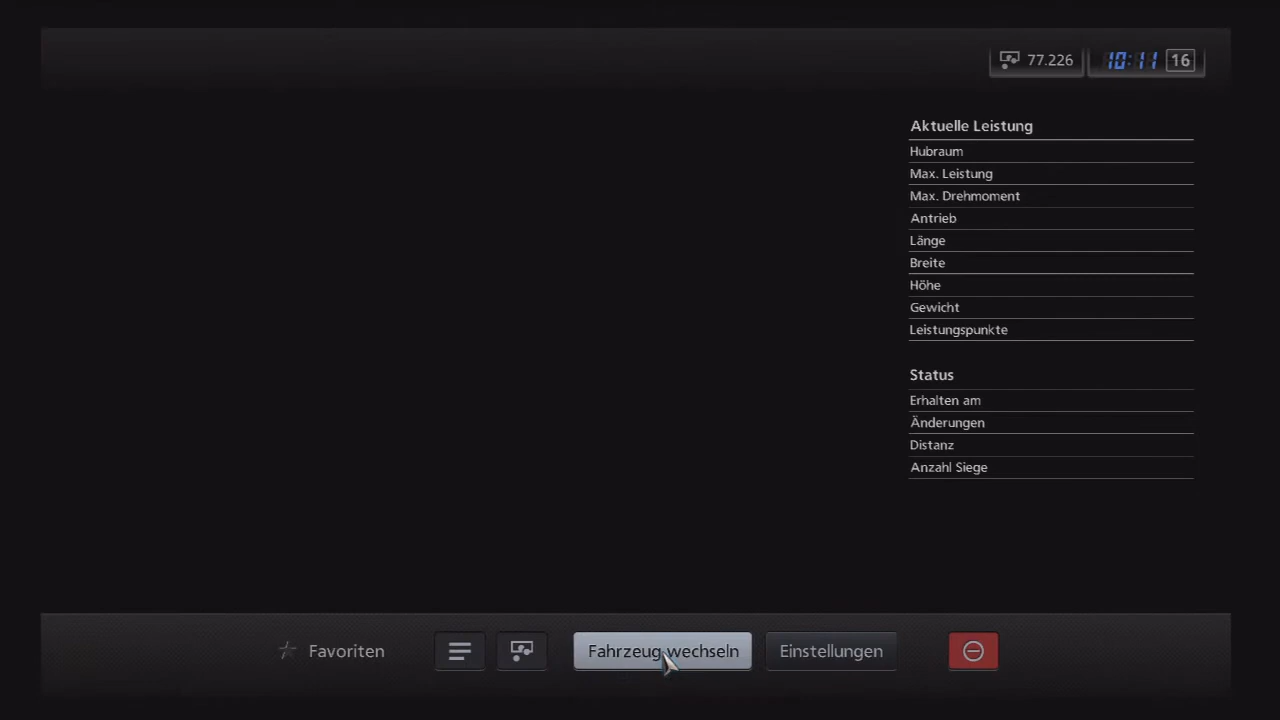 77.226
10:11 16
Aktuelle Leistung
Hubraum
Max. Leistung
Max. Drehmoment
Antrieb
Länge
Breite
Höhe
Gewicht
Leistungspunkte
Status
Erhalten am
Änderungen
Distanz
Anzahl Siege
Favoriten
Fahrzeug wechseln
Einstellungen